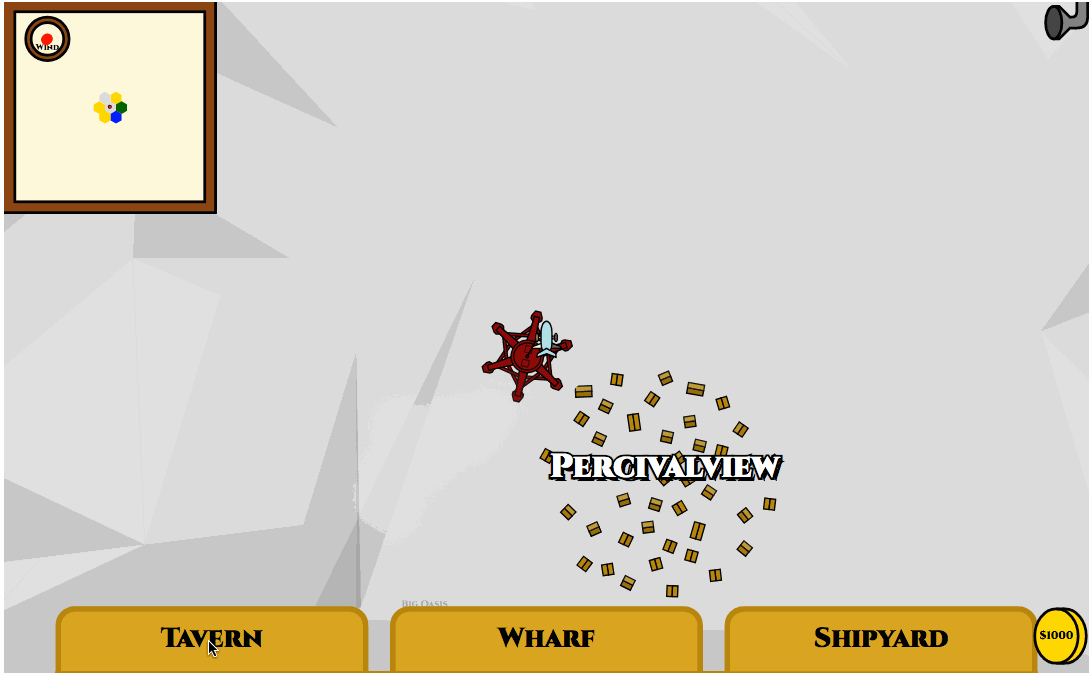 Wind
Percivalview
Big Oasis
Tavern
Wharf
Shipyard
$1000